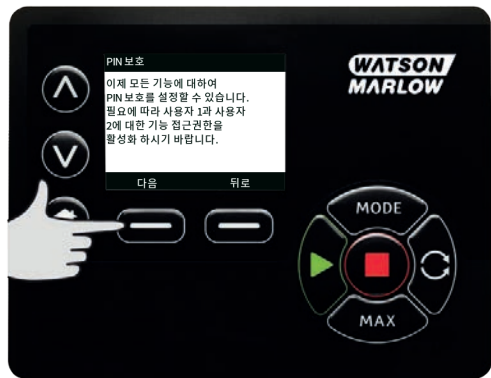 PIN 보호
이제 모든 기능에 대하여
PIN 보호를 설정할 수 있습니다.
필요에 따라 사용자 1과 사용자
2에 대한 기능 접근권한을
활성화 하시기 바랍니다.
다음 뒤로
WATSON
MARLOW
MODE
MAX